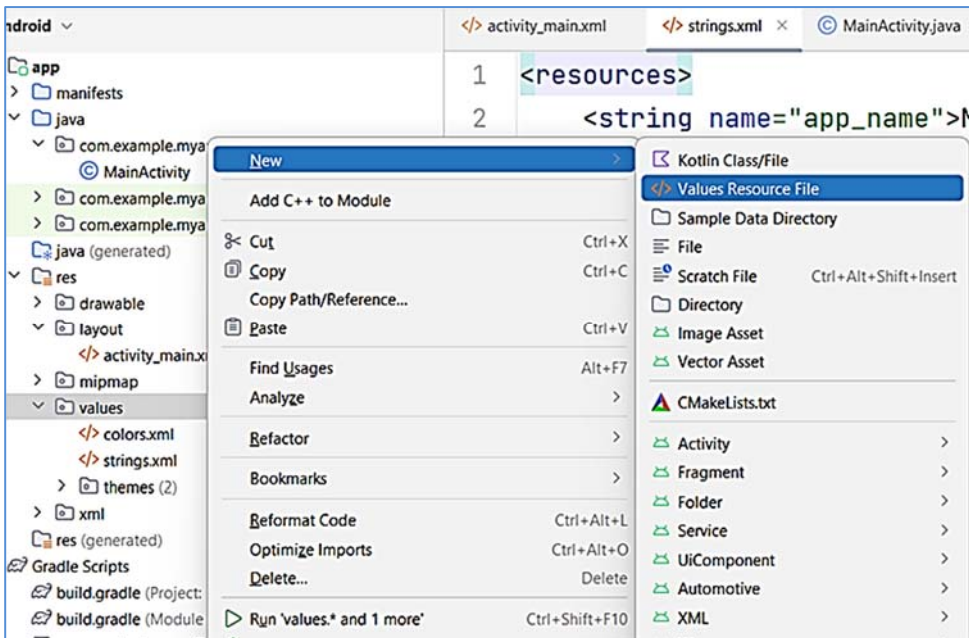 ndroid
app
manifests
java
com.example.mya
MainActivity
com.example.mya
com.example.mya
java (generated)
res
drawable
layout
activity_main.x
mipmap
values
colors.xml
strings.xml
themes (2)
xml
res (generated)
Gradle Scripts
build.gradle (Project:
build.gradle (Module
</> activity_main.xml </> strings.xml × © MainActivity.java
1 <resources>
2 <string name="app_name">M
New
Add C++ to Module
Cut Ctrl+X
Copy Ctrl+C
Copy Path/Reference...
Paste Ctrl+V
Find Usages Alt+F7
Analyze
Refactor
Bookmarks
Reformat Code Ctrl+Alt+L
Optimize Imports Ctrl+Alt+O
Delete... Delete
Run 'values.* and 1 more' Ctrl+Shift+F10
Kotlin Class/File
Values Resource File
Sample Data Directory
File
Scratch File Ctrl+Alt+Shift+Insert
Directory
Image Asset
Vector Asset
CMakeLists.txt
Activity
Fragment
Folder
Service
UiComponent
Automotive
XML